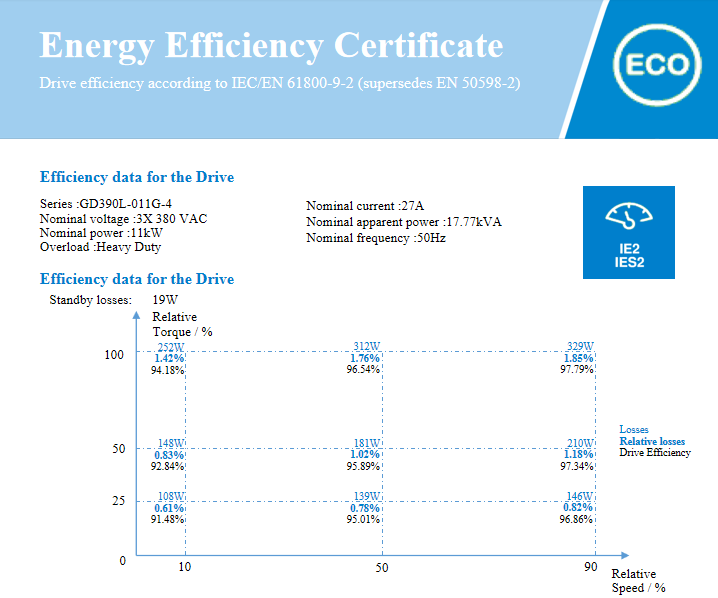 Energy Efficiency Certificate
Drive efficiency according to IEC/EN 61800-9-2 (supersedes EN 50598-2)
ECO
Efficiency data for the Drive
Series :GD390L-011G-4
Nominal voltage :3X 380 VAC
Nominal power :11kW
Overload :Heavy Duty
Nominal current :27A
Nominal apparent power :17.77kVA
Nominal frequency :50Hz
IE2
IES2
Efficiency data for the Drive
Standby losses: 19W
Relative
Torque / %
100
252W
1.42%
94.18%
312W
1.76%
96.54%
329W
1.85%
97.79%
50
148W
0.83%
92.84%
181W
1.02%
95.89%
210W
1.18%
97.34%
Losses
Relative losses
Drive Efficiency
25
108W
0.61%
91.48%
139W
0.78%
95.01%
146W
0.82%
96.86%
0
10
50
90
Relative
Speed / %